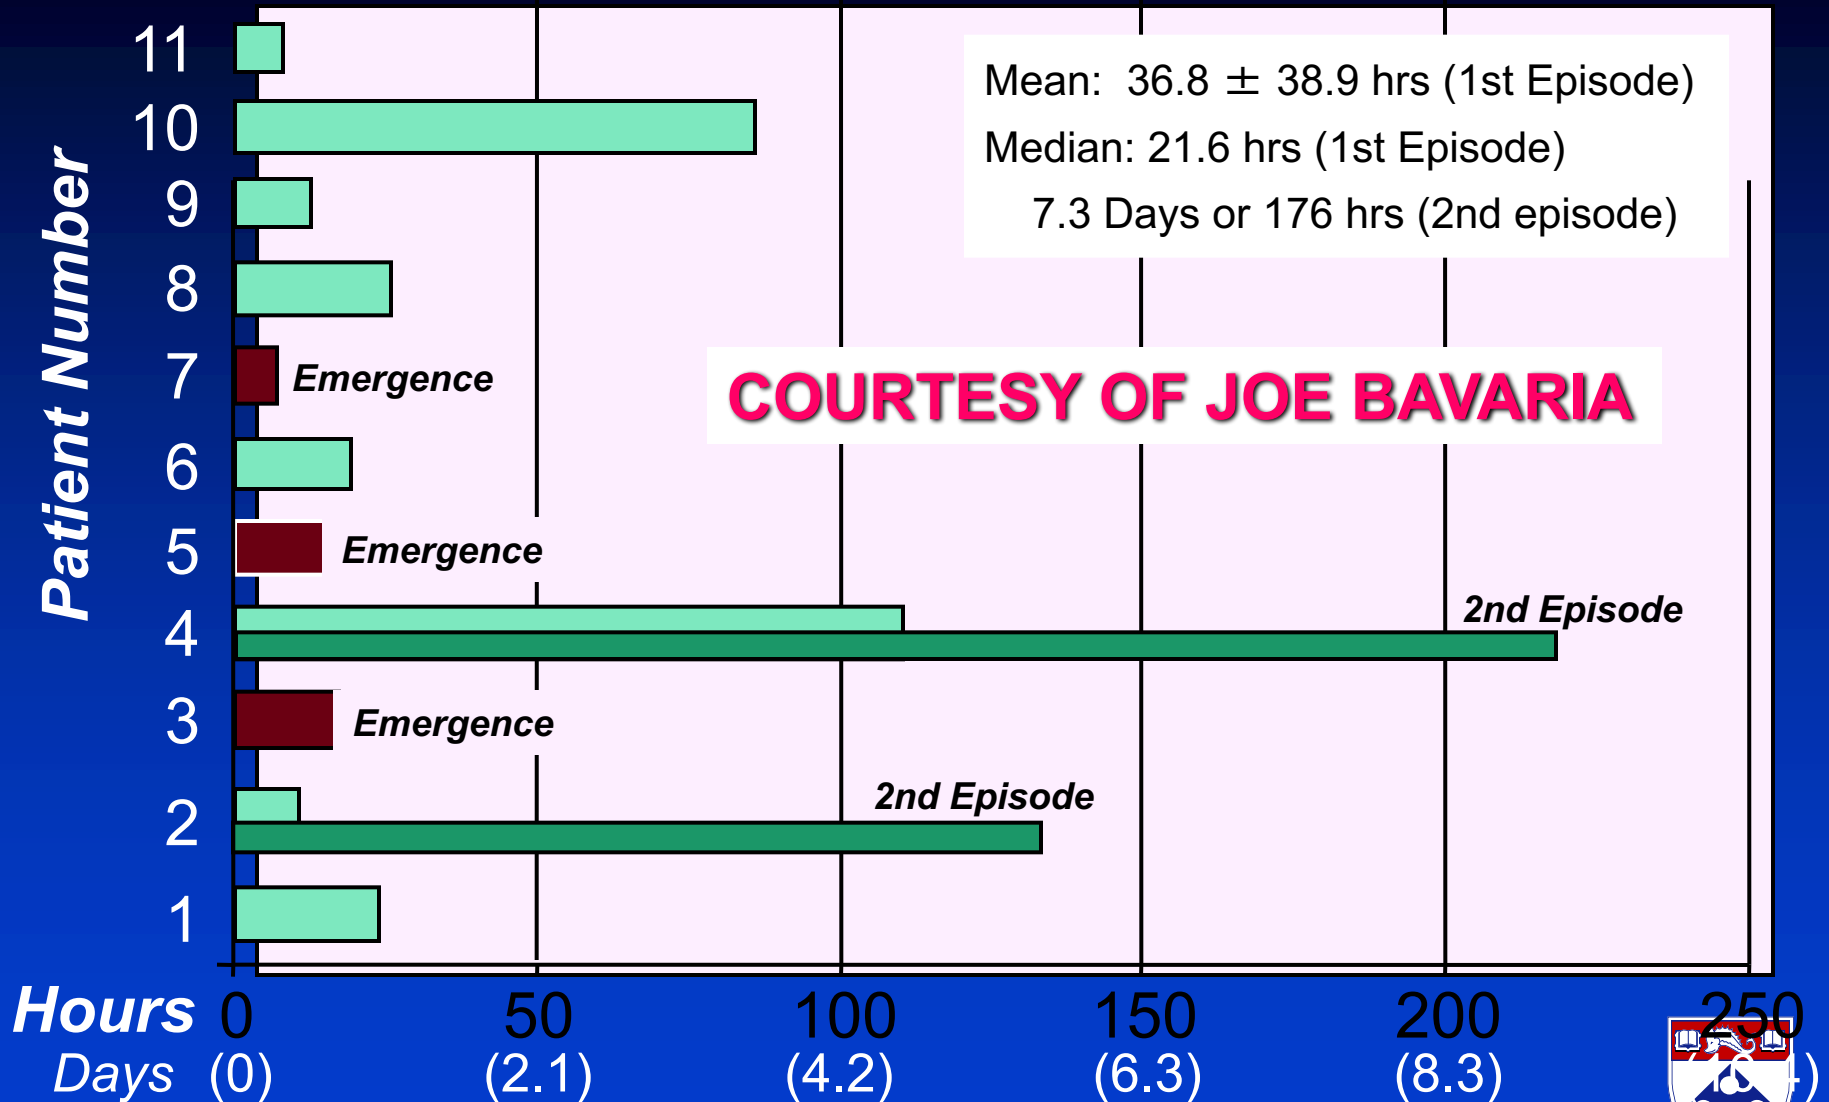 11
10
9
8
7
6
5
4
3
2
1
Patient Number
Mean: 36.8 ± 38.9 hrs (1st Episode)
Median: 21.6 hrs (1st Episode)
7.3 Days or 176 hrs (2nd episode)
Emergence
COURTESY OF JOE BAVARIA
Emergence
2nd Episode
Emergence
2nd Episode
Hours 0 50 100 150 200 250
Days (0) (2.1) (4.2) (6.3) (8.3)